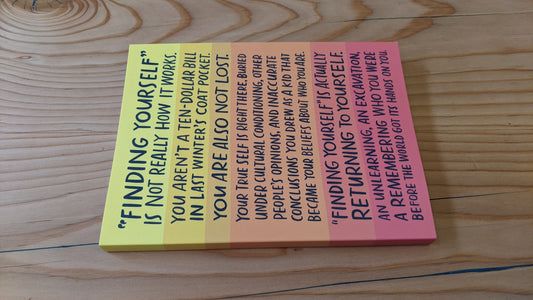 "FINDING YOURSELF"
IS NOT REALLY HOW IT WORKS.
YOU AREN'T A TEN-DOLLAR BILL
IN LAST WINTER'S COAT POCKET.
YOU ARE ALSO NOT LOST.
YOUR TRUE SELF IS RIGHT THERE, BURIED
UNDER CULTURAL CONDITIONING, OTHER
PEOPLE'S OPINIONS, AND INACCURATE
CONCLUSIONS YOU DREW AS A KID THAT
BECAME YOUR BELIEFS ABOUT WHO YOU ARE.
"FINDING YOURSELF" IS ACTUALLY
RETURNING TO YOURSELF.
AN UNLEARNING, AN EXCAVATION,
A REMEMBERING WHO YOU WERE
BEFORE THE WORLD GOT ITS HANDS ON YOU.